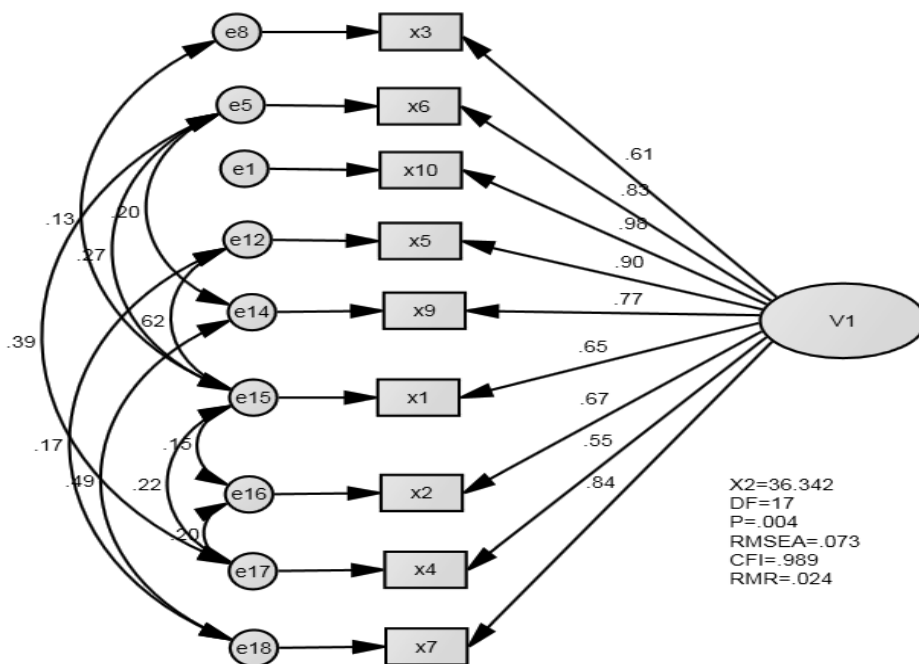 e8
x3
e5
x6
.61
e1
x10
.83
.98
.13
.20
e12
x5
.27
.90
.77
e14
x9
V1
.62
.39
.65
e15
x1
.67
.17
.15
.55
.49
.22
e16
x2
.84
.20
e17
x4
e18
x7
X2=36.342
DF=17
P=.004
RMSEA=.073
CFI=.989
RMR=.024